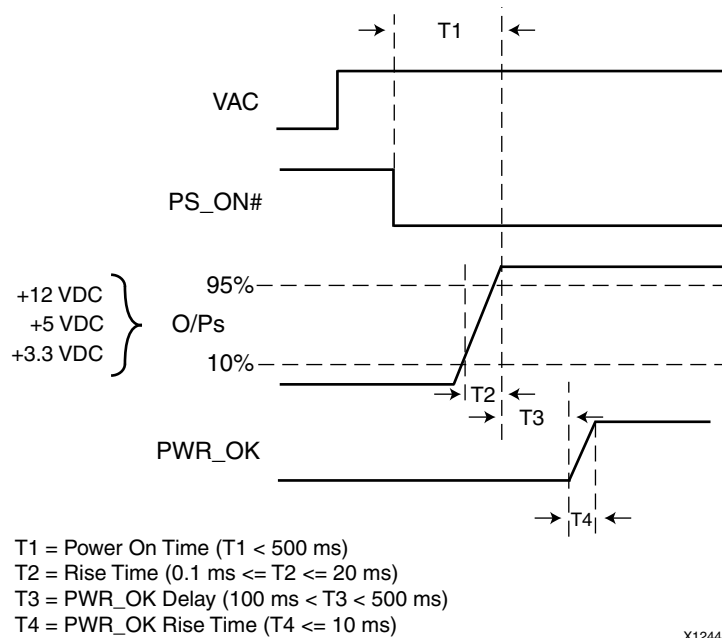 T1
VAC
PS_ON#
+12 VDC
+5 VDC
+3.3 VDC
O/Ps
95%
10%
T2
T3
PWR_OK
T4
T1 = Power On Time (T1 < 500 ms)
T2 = Rise Time (0.1 ms <= T2 <= 20 ms)
T3 = PWR_OK Delay (100 ms < T3 < 500 ms)
T4 = PWR_OK Rise Time (T4 <= 10 ms)
X1244